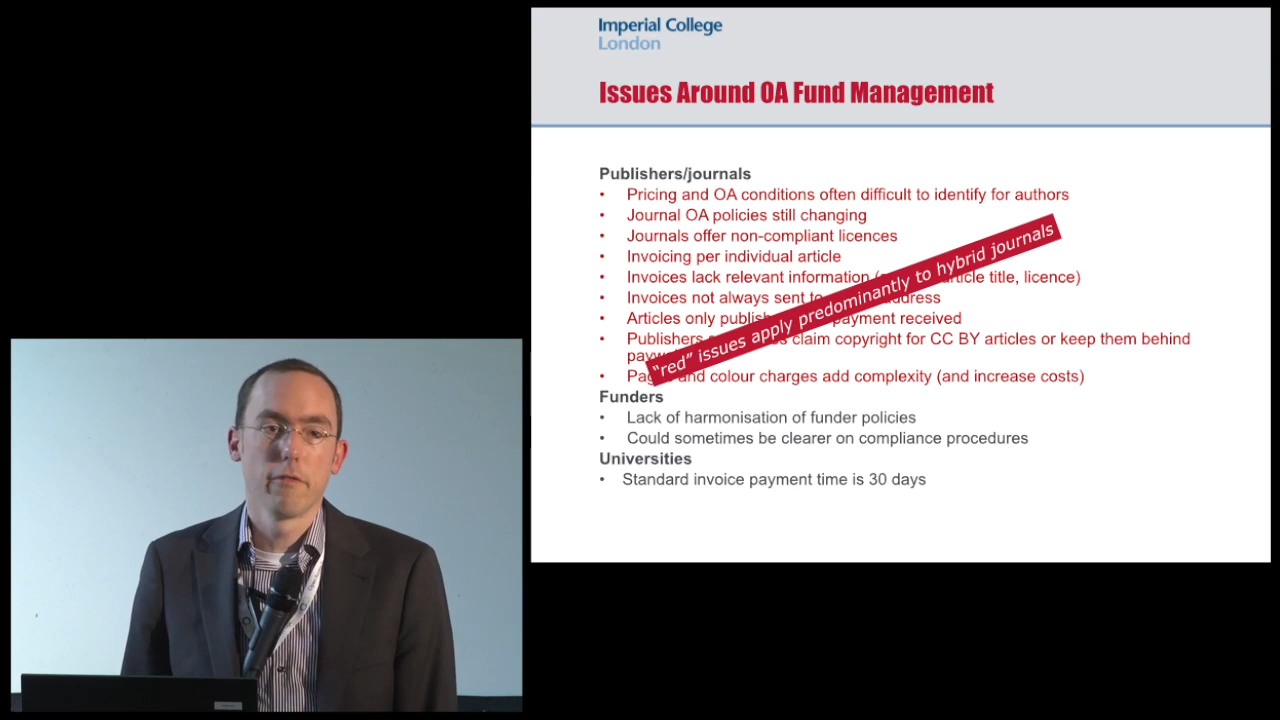 Imperial College
London
Issues Around OA Fund Management
Publishers/journals
• Pricing and OA conditions often difficult to identify for authors
• Journal OA policies still changing
• Journals offer non-compliant licences
• Invoicing per individual article
• Invoices lack relevant information ( article title, licence)
• Invoices not always sent to
• Articles only payment received
• Publishers claim copyright for CC BY articles or keep them behind
• and colour charges add complexity (and increase costs)
"red" issues apply predominantly to hybrid journals
Funders
• Lack of harmonisation of funder policies
• Could sometimes be clearer on compliance procedures
Universities
• Standard invoice payment time is 30 days